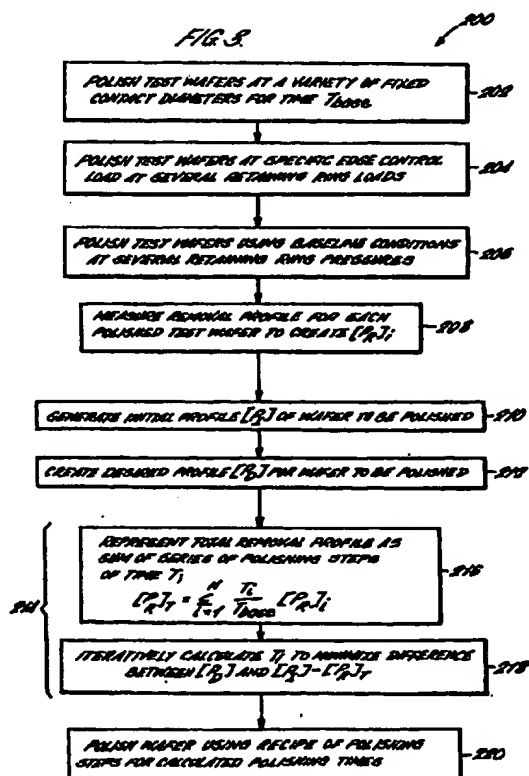 FIG. 3.
200
POLISH TEST WAFERS AT A VARIETY OF FIXED
CONTACT DIAMETERS FOR TIME Tbase
202
POLISH TEST WAFERS AT SPECIFIC EDGE CONTROL
LOAD AT SEVERAL RETAINING RING LOADS
204
POLISH TEST WAFERS USING BASELINE CONDITIONS
AT SEVERAL RETAINING RING PRESSURES
206
MEASURE REMOVAL PROFILE FOR EACH
POLISHED TEST WAFER TO CREATE [PR]i
208
GENERATE INITIAL PROFILE [PI] OF WAFER TO BE POLISHED
210
CREATE DESIRED PROFILE [PD] FOR WAFER TO BE POLISHED
212
214
REPRESENT TOTAL REMOVAL PROFILE AS
SUM OF SERIES OF POLISHING STEPS
OF TIME Ti
[PR]T = Σ i=1 N Ti/Tbase [PR]i
216
ITERATIVELY CALCULATE Ti TO MINIMIZE DIFFERENCE
BETWEEN [PD] AND [PI]-[PR]T
218
POLISH WAFER USING RECIPE OF POLISHING
STEPS FOR CALCULATED POLISHING TIMES
220